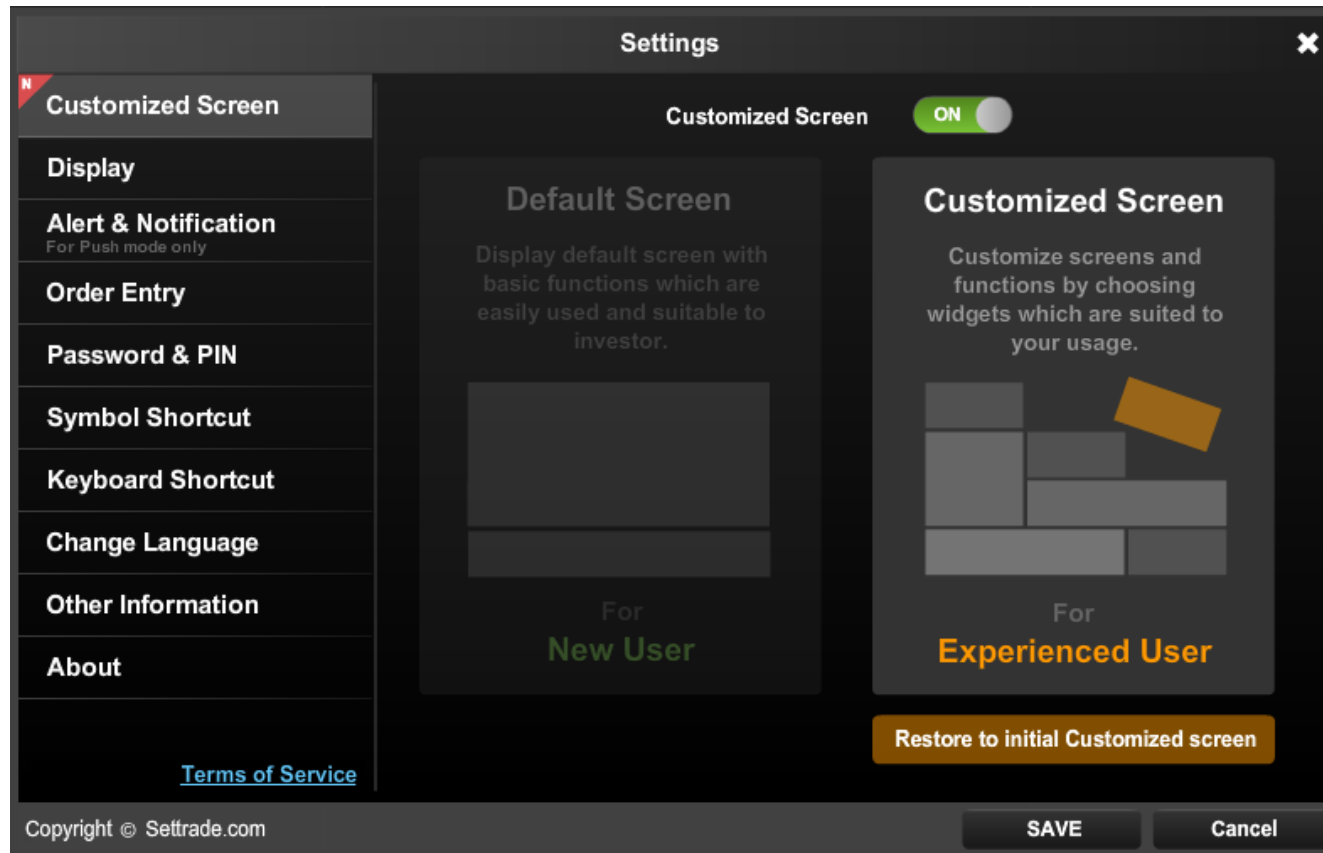 Settings
N
Customized Screen
Display
Alert & Notification
For Push mode only
Order Entry
Password & PIN
Symbol Shortcut
Keyboard Shortcut
Change Language
Other Information
About
Terms of Service
Customized Screen ON
Default Screen
Display default screen with
basic functions which are
easily used and suitable to
investor.
For
New User
Customized Screen
Customize screens and
functions by choosing
widgets which are suited to
your usage.
For
Experienced User
Restore to initial Customized screen
Copyright © Settrade.com
SAVE
Cancel